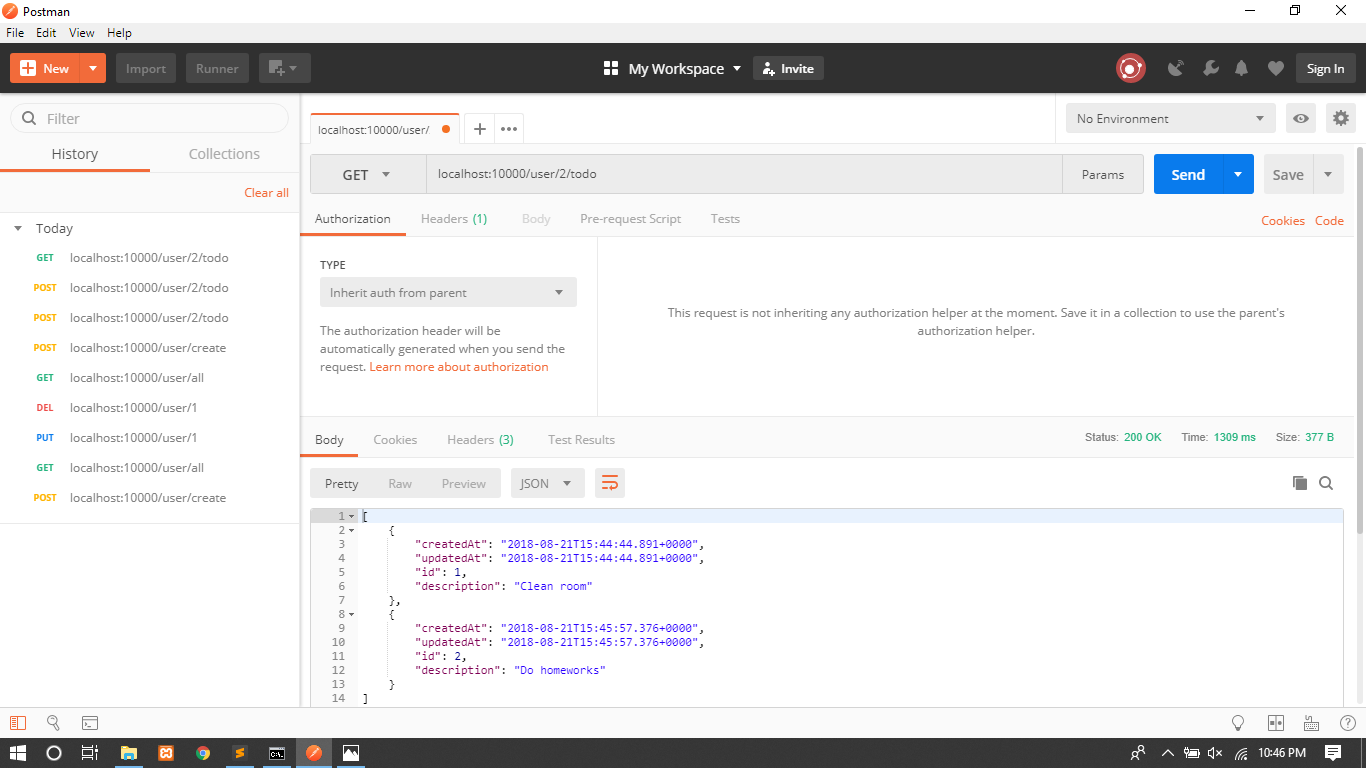 Postman
File Edit View Help
New Import Runner My Workspace Invite Sign In
Filter
History Collections
Clear all
Today
GET localhost:10000/user/2/todo
POST localhost:10000/user/2/todo
POST localhost:10000/user/2/todo
POST localhost:10000/user/create
GET localhost:10000/user/all
DEL localhost:10000/user/1
PUT localhost:10000/user/1
GET localhost:10000/user/all
POST localhost:10000/user/create
localhost:10000/user/
No Environment
GET localhost:10000/user/2/todo Params Send Save
Authorization Headers (1) Body Pre-request Script Tests Cookies Code
TYPE
Inherit auth from parent
The authorization header will be
automatically generated when you send the
request. Learn more about authorization
This request is not inheriting any authorization helper at the moment. Save it in a collection to use the parent's
authorization helper.
Body Cookies Headers (3) Test Results Status: 200 OK Time: 1309 ms Size: 377 B
Pretty Raw Preview JSON
1 [
2 {
3 "createdAt": "2018-08-21T15:44:44.891+0000",
4 "updatedAt": "2018-08-21T15:44:44.891+0000",
5 "id": 1,
6 "description": "Clean room"
7 },
8 {
9 "createdAt": "2018-08-21T15:45:57.376+0000",
10 "updatedAt": "2018-08-21T15:45:57.376+0000",
11 "id": 2,
12 "description": "Do homeworks"
13 }
14 ]
10:46 PM